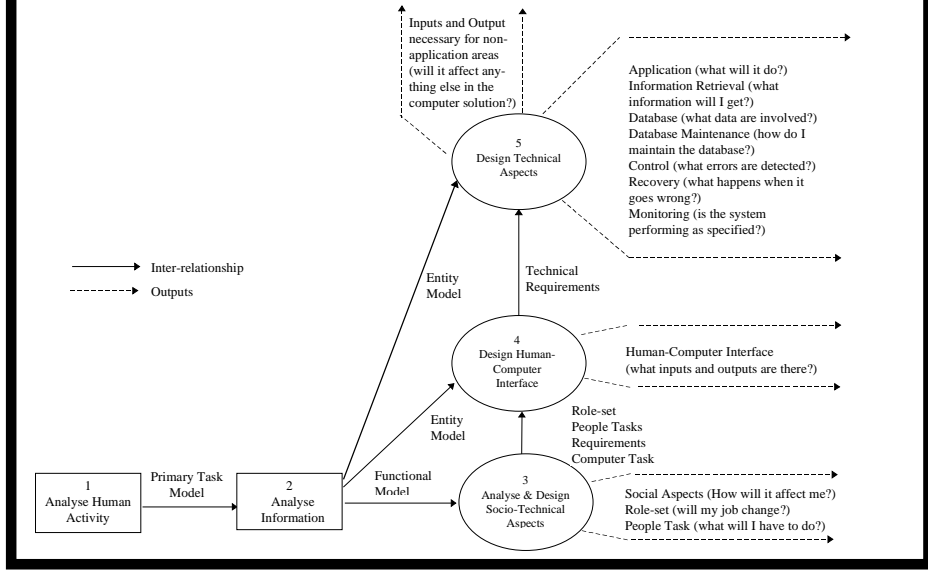 Inputs and Output
necessary for non-
application areas
(will it affect any-
thing else in the
computer solution?)
Application (what will it do?)
Information Retrieval (what
information will I get?)
Database (what data are involved?)
Database Maintenance (how do I
maintain the database?)
Control (what errors are detected?)
Recovery (what happens when it
goes wrong?)
Monitoring (is the system
performing as specified?)
5
Design Technical
Aspects
Inter-relationship
Outputs
Entity
Model
Technical
Requirements
4
Design Human-
Computer
Interface
Human-Computer Interface
(what inputs and outputs are there?)
Entity
Model
Role-set
People Tasks
Requirements
Computer Task
1
Analyse Human
Activity
Primary Task
Model
2
Analyse
Information
Functional
Model
3
Analyse & Design
Socio-Technical
Aspects
Social Aspects (How will it affect me?)
Role-set (will my job change?)
People Task (what will I have to do?)